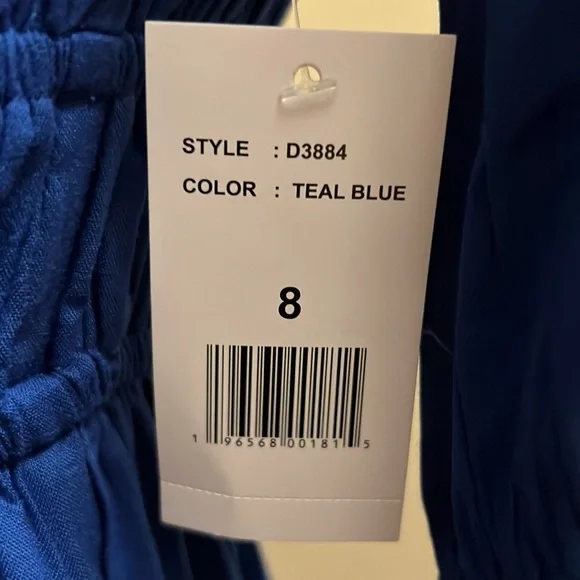 STYLE : D3884
COLOR : TEAL BLUE
8
1 96568 00181 5